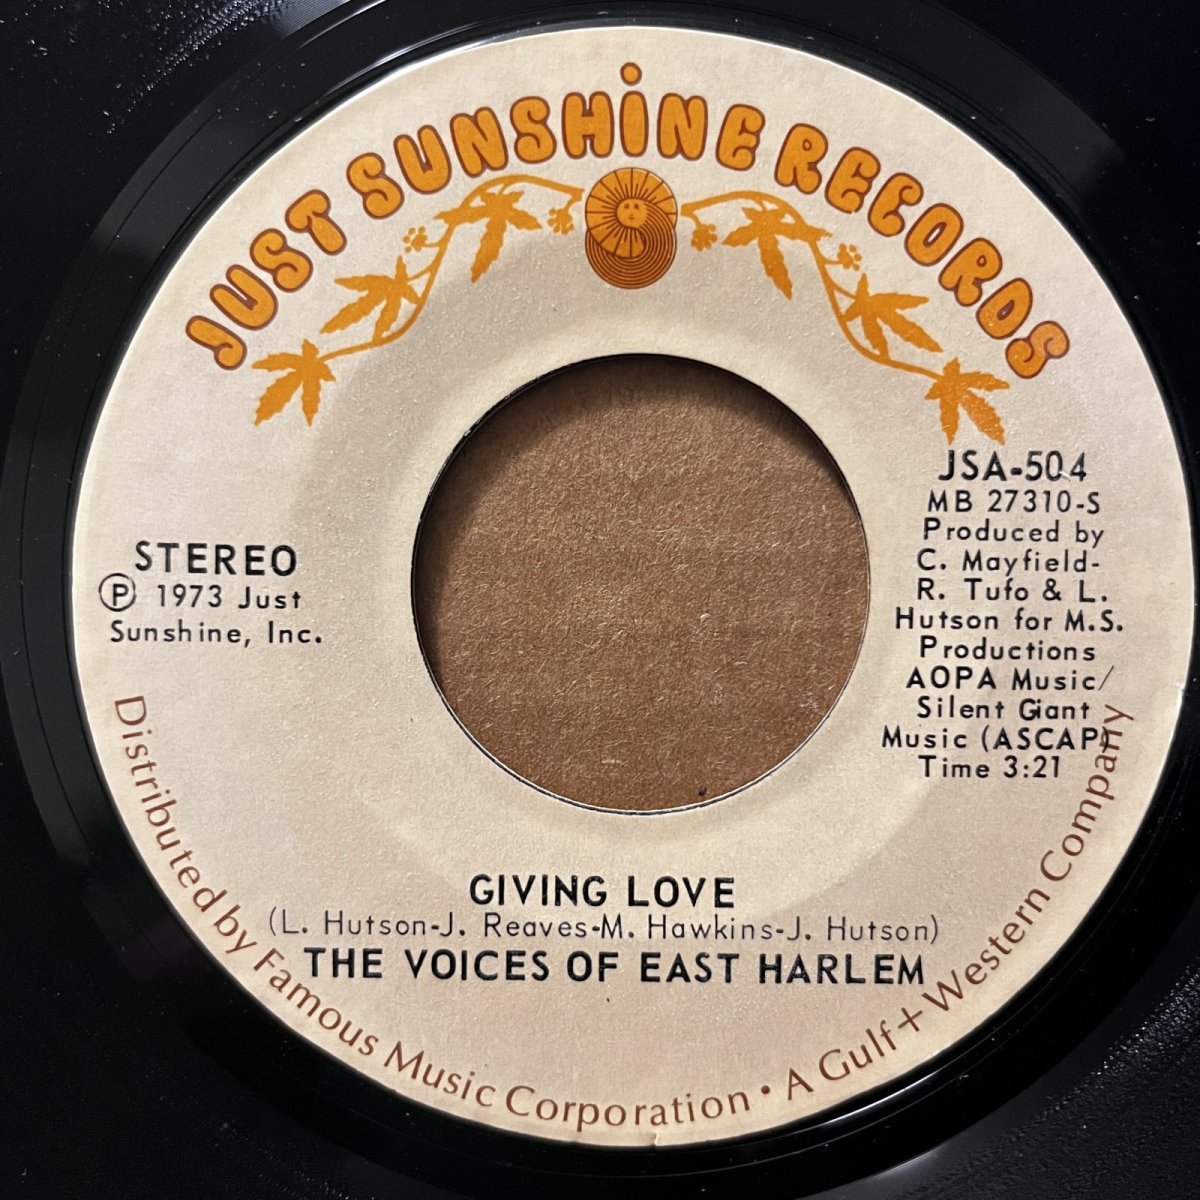 JUST SUNSHiNE RECORDS
STEREO
Ⓟ 1973 Just
Sunshine, Inc.
JSA-504
MB 27310-S
Produced by
C. Mayfield-
R. Tufo & L.
Hutson for M.S.
Productions
AOPA Music/
Silent Giant
Music (ASCAP)
Time 3:21
GIVING LOVE
(L. Hutson-J. Reaves-M. Hawkins-J. Hutson)
THE VOICES OF EAST HARLEM
Distributed by Famous Music Corporation • A Gulf+Western Company